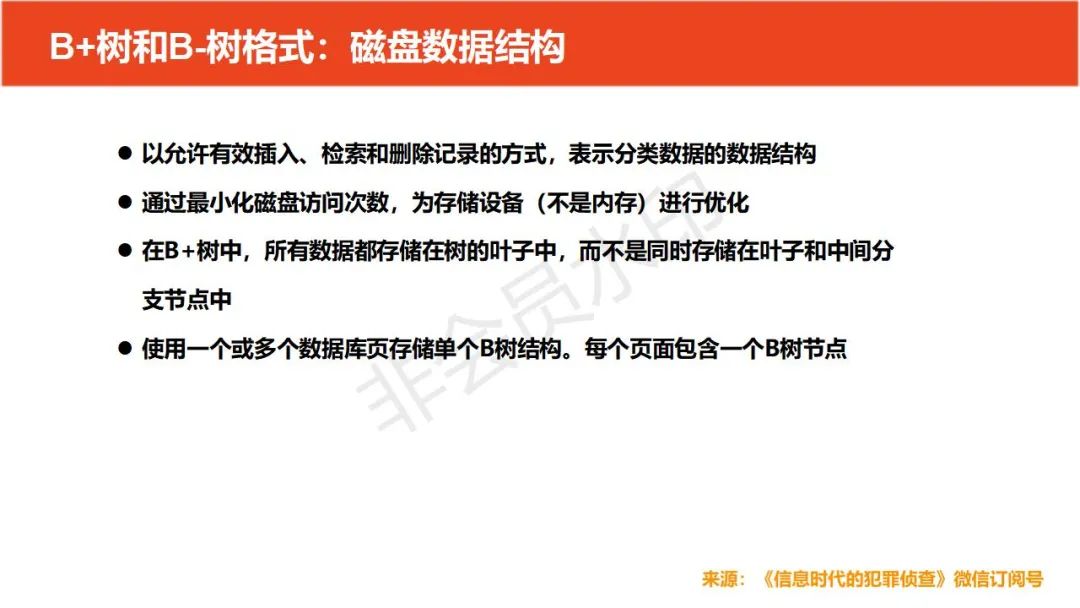 B+树和B-树格式：磁盘数据结构
● 以允许有效插入、检索和删除记录的方式，表示分类数据的数据结构
● 通过最小化磁盘访问次数，为存储设备（不是内存）进行优化
● 在B+树中，所有数据都存储在树的叶子中，而不是同时存储在叶子和中间分
支节点中
● 使用一个或多个数据库页存储单个B树结构。每个页面包含一个B树节点
非会员水印
来源：《信息时代的犯罪侦查》微信订阅号